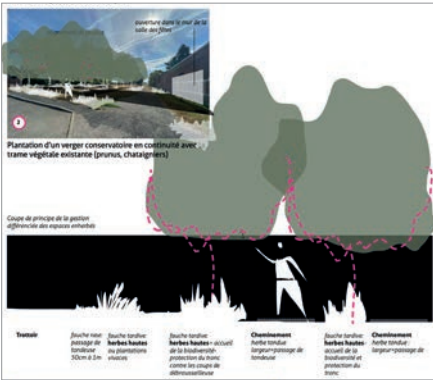 ouverture dans le mur de la
salle des fêtes
2
Plantation d'un verger conservatoire en continuité avec
trame végétale existante (prunus, chataigniers)
Coupe de principe de la gestion
différenciée des espaces enherbés
Trottoir
fauche rase:
passage de
tondeuse
50cm à 1m
fauche tardive:
herbes hautes
ou plantations
vivaces
fauche tardive:
herbes hautes = accueil
de la biodiversité-
protection du tronc
contre les coups de
débroussailleuse
Cheminement
herbe tondue :
largeur=passage de
tondeuse
fauche tardive:
herbes hautes=
accueil de la
biodiversité et
protection du
tronc
Cheminement
herbe tondue :
largeur=passage de